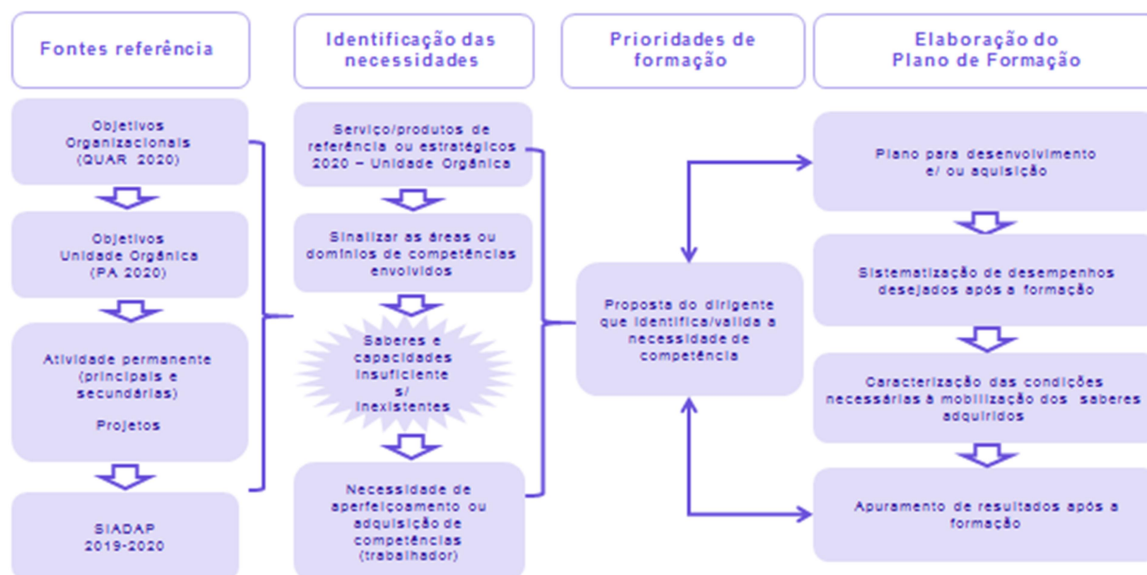 Fontes referência
Objetivos
Organizacionais
(QUAR 2020)
Objetivos
Unidade Orgânica
(PA 2020)
Atividade permanente
(principais e
secundárias)
Projetos
SIADAP
2019-2020
Identificação das
necessidades
Serviço/produtos de
referência ou estratégicos
2020 – Unidade Orgânica
Sinalizar as áreas ou
domínios de competências
envolvidos
Saberes e
capacidades
insuficiente
s/
inexistentes
Necessidade de
aperfeiçoamento ou
adquisição de
competências
(trabalhador)
Prioridades de
formação
Proposta do dirigente
que identifica/valida a
necessidade de
competência
Elaboração do
Plano de Formação
Plano para desenvolvimento
e/ ou aquisição
Sistematização de desempenhos
desejados após a formação
Caracterização das condições
necessárias à mobilização dos saberes
adquiridos
Apuramento de resultados após a
formação